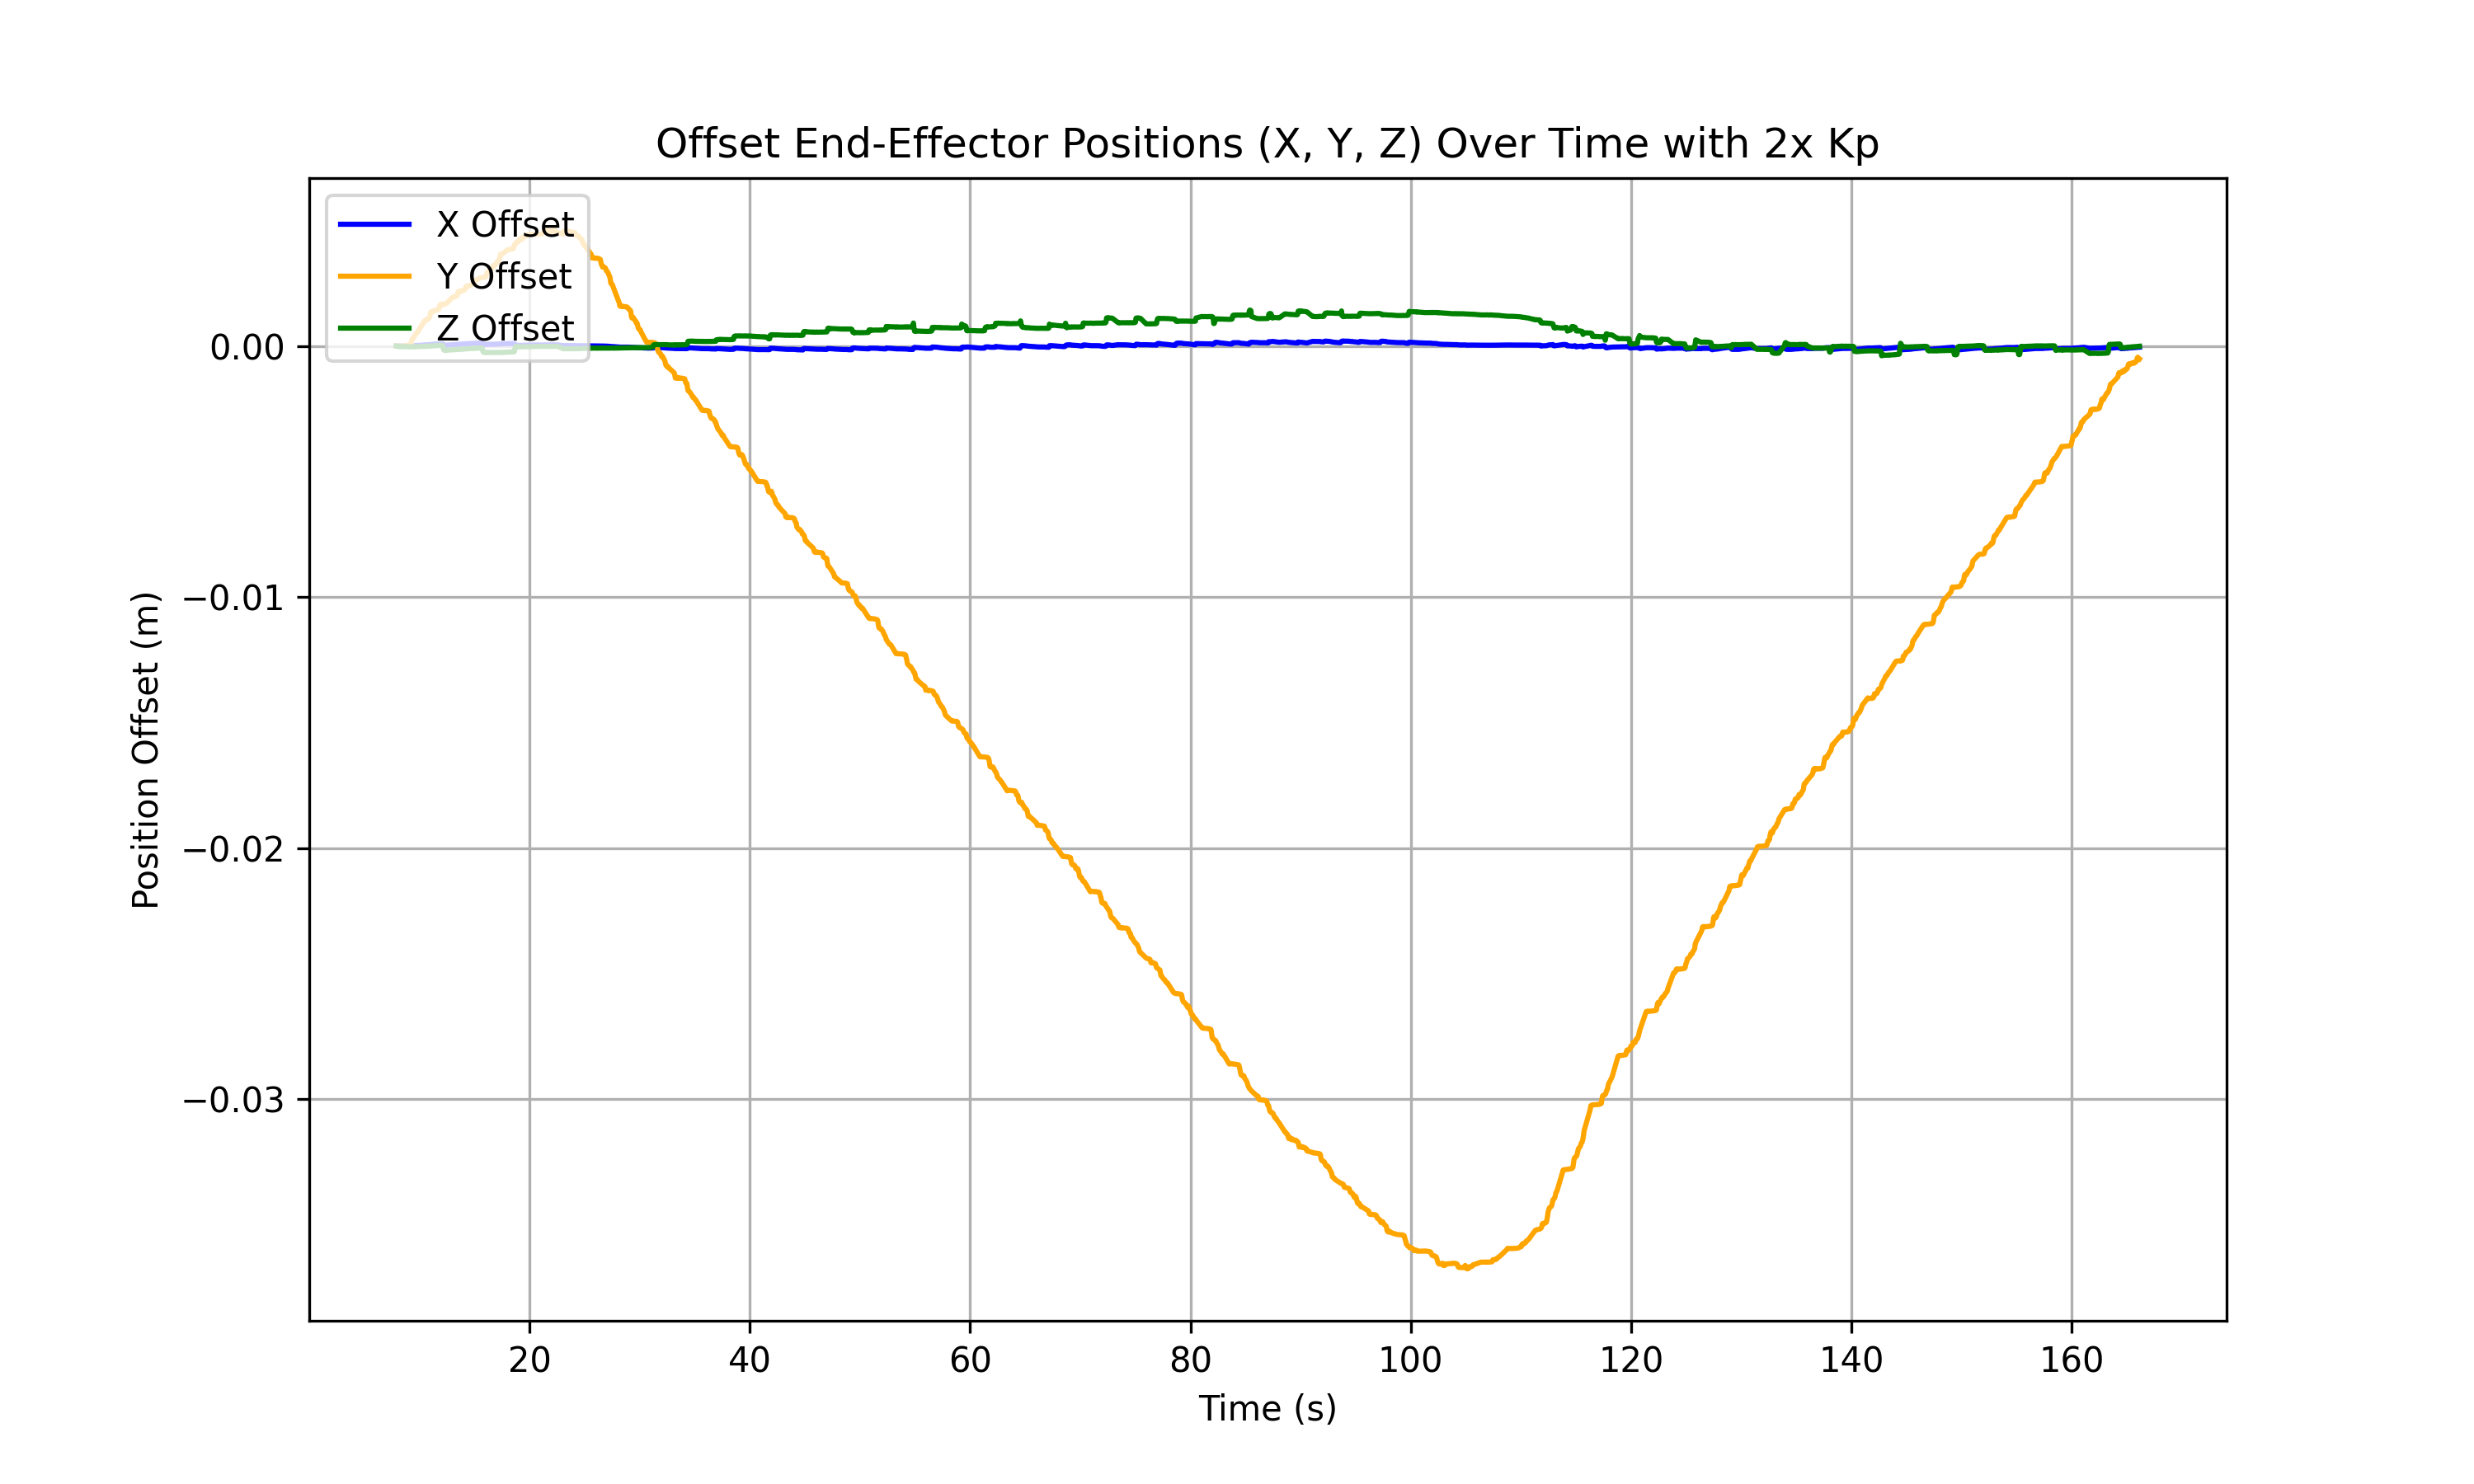 Offset End-Effector Positions (X, Y, Z) Over Time with 2x Kp
X Offset
Y Offset
Z Offset
0.00
−0.01
−0.02
−0.03
Position Offset (m)
20 40 60 80 100 120 140 160
Time (s)